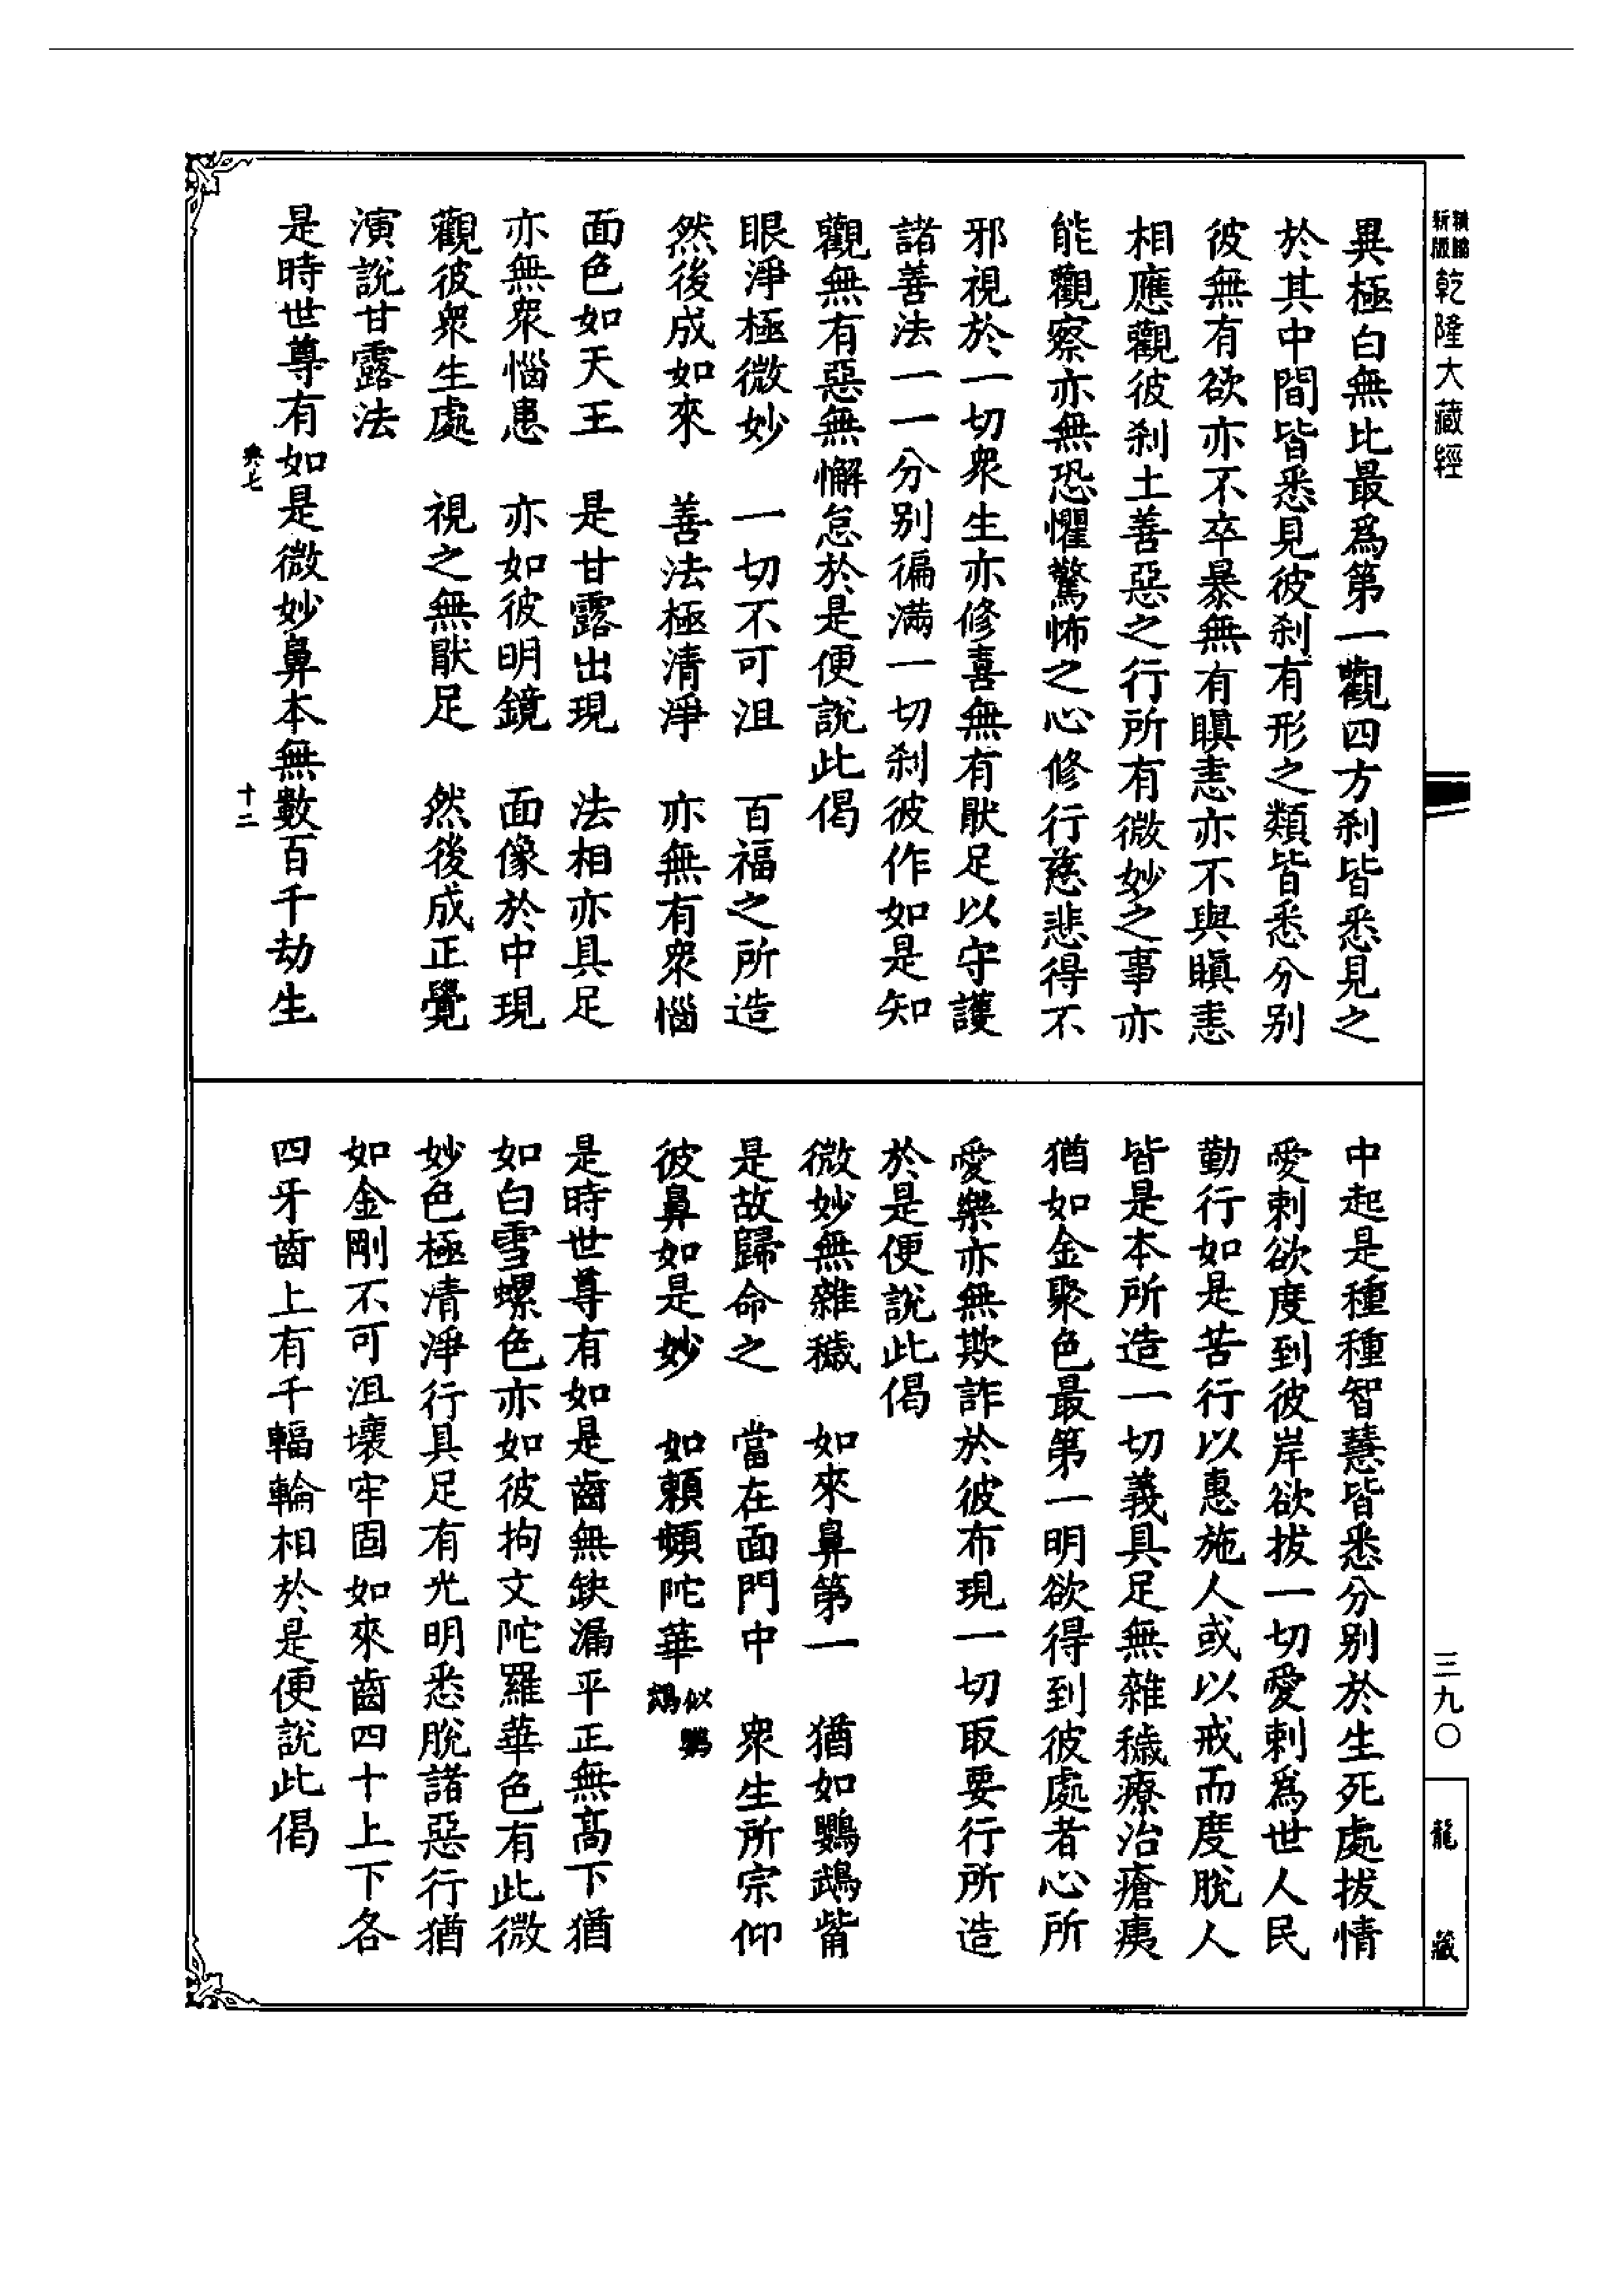 乾隆大藏經
異極白無比最爲第一觀四方刹皆悉見之
於其中間皆悉見彼刹有形之類皆悉分別
彼無有欲亦不卒暴無有瞋恚亦不與瞋恚
相應觀彼刹土善惡之行所有微妙之事亦
能觀察亦無恐懼驚怖之心修行慈悲得不
邪視於一切衆生亦修喜無有猒足以守護
諸善法一一分别徧滿一切刹彼作如是知
觀無有惡無懈怠於是便說此偈
眼淨極微妙　一切不可沮　百福之所造
然後成如來　善法極清淨　亦無有衆惱
面色如天王　是甘露出現　法相亦具足
亦無衆惱患　亦如彼明鏡　面像於中現
觀彼衆生處　視之無猒足　然後成正覺
演說甘露法
是時世尊有如是微妙鼻本無數百千劫生
典七　十二
中起是種種智慧皆悉分别於生死處拔情
愛刺欲度到彼岸欲拔一切愛刺爲世人民
勤行如是苦行以惠施人或以戒而度脫人
皆是本所造一切義具足無雜穢療治瘡痍
猶如金聚色最第一明欲得到彼處者心所
愛樂亦無欺詐於彼布現一切取要行所造
於是便說此偈
微妙無雜穢　如來鼻第一　猶如鸚鵡觜
是故歸命之　當在面門中　衆生所宗仰
彼鼻如是妙　如頞頞陀華似鸚鵡
是時世尊有如是齒無缺漏平正無高下猶
如白雪螺色亦如彼拘文陀羅華色有此微
妙色極清淨行具足有光明悉脫諸惡行猶
如金剛不可沮壞牢固如來齒四十上下各
四牙齒上有千輻輪相於是便說此偈
三九〇
龍藏